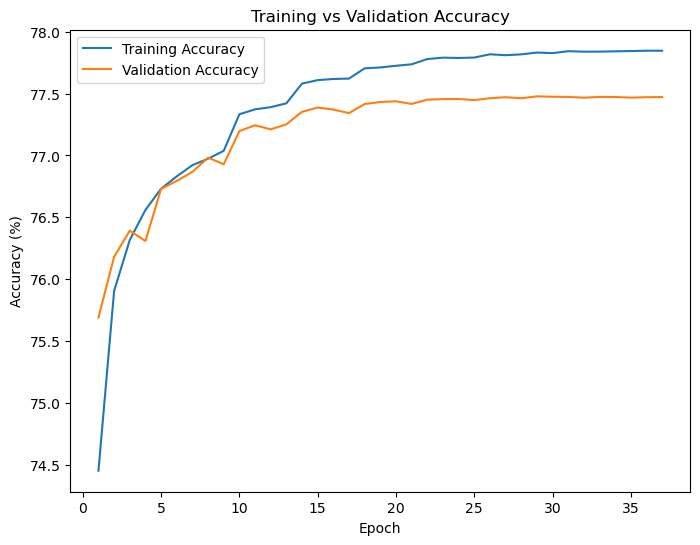 Training vs Validation Accuracy
Training Accuracy
Validation Accuracy
78.0
77.5
77.0
76.5
76.0
75.5
75.0
74.5
Accuracy (%)
0 5 10 15 20 25 30 35
Epoch